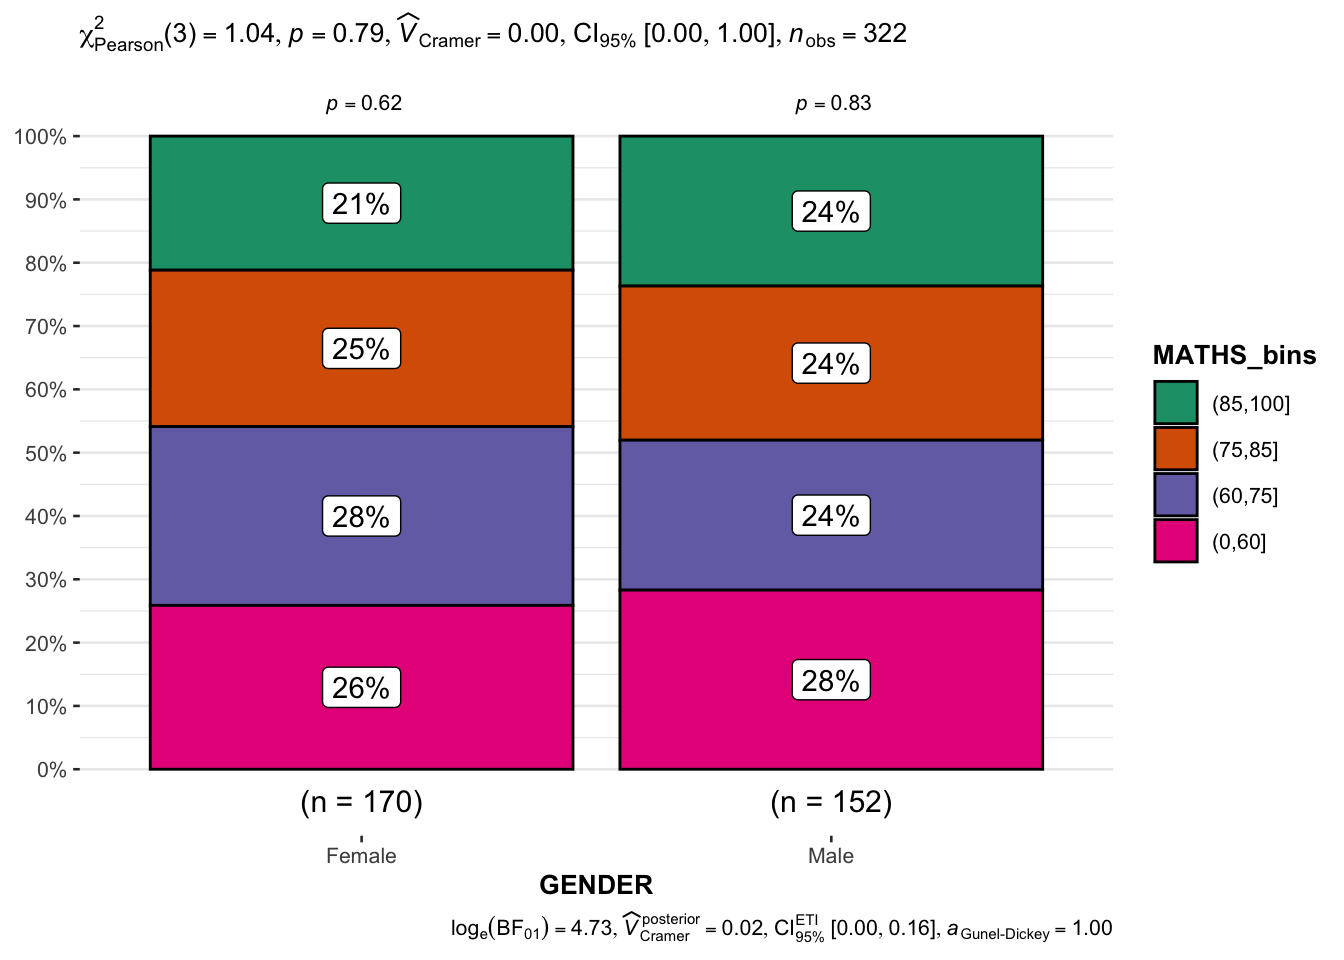 χ²Pearson(3) = 1.04, p = 0.79, V̂Cramer = 0.00, CI95% [0.00, 1.00], nobs = 322
p = 0.62
p = 0.83
100%
90%
80%
70%
60%
50%
40%
30%
20%
10%
0%
21%
25%
28%
26%
24%
24%
24%
28%
MATHS_bins
(85,100]
(75,85]
(60,75]
(0,60]
(n = 170)
(n = 152)
Female
Male
GENDER
loge(BF01) = 4.73, V̂posteriorCramer = 0.02, CIETI95% [0.00, 0.16], aGunel-Dickey = 1.00